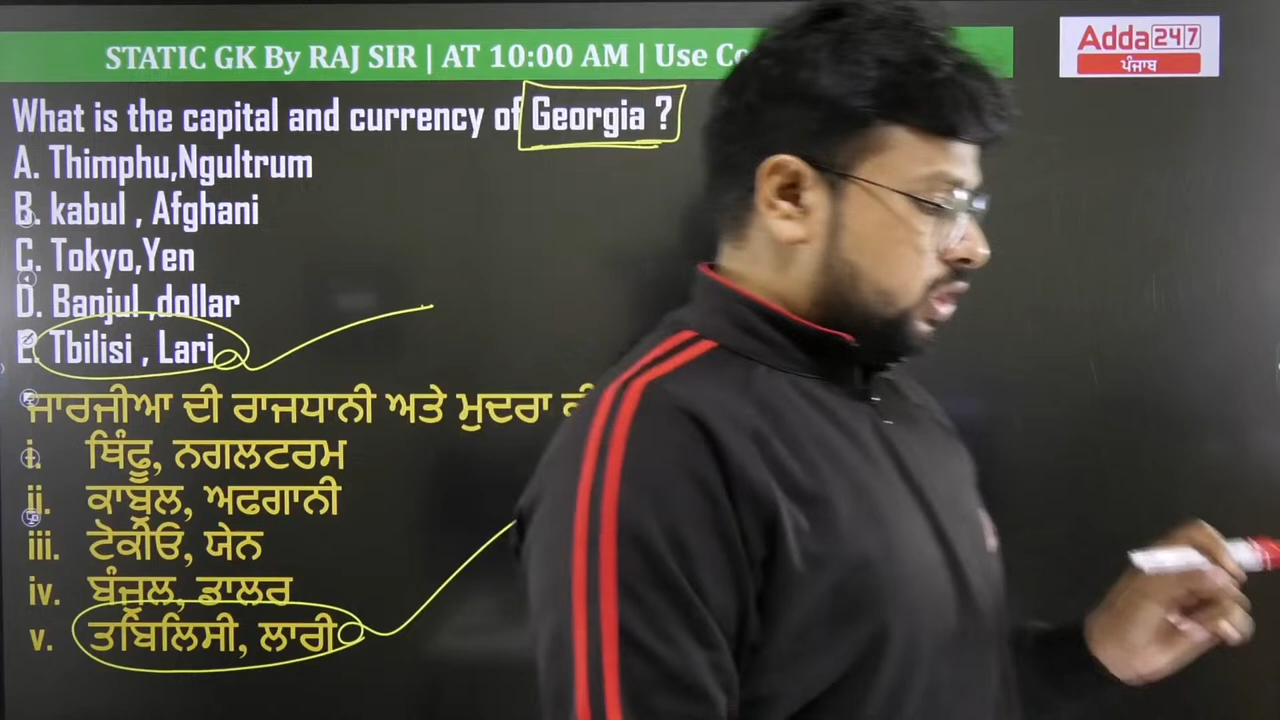 STATIC GK By RAJ SIR | AT 10:00 AM | Use
Adda247
ਪੰਜਾਬ
What is the capital and currency of Georgia ?
A. Thimphu,Ngultrum
B. kabul , Afghani
C. Tokyo,Yen
D. Banjul ,dollar
E. Tbilisi , Lari
ਜਾਰਜੀਆ ਦੀ ਰਾਜਧਾਨੀ ਅਤੇ ਮੁਦਰਾ
i. ਥਿੰਫੂ, ਨਗਲਟਰਮ
ii. ਕਾਬੁਲ, ਅਫਗਾਨੀ
iii. ਟੋਕੀਓ, ਯੇਨ
iv. ਬੰਜੁਲ, ਡਾਲਰ
v. ਤਬਿਲਿਸੀ, ਲਾਰੀ